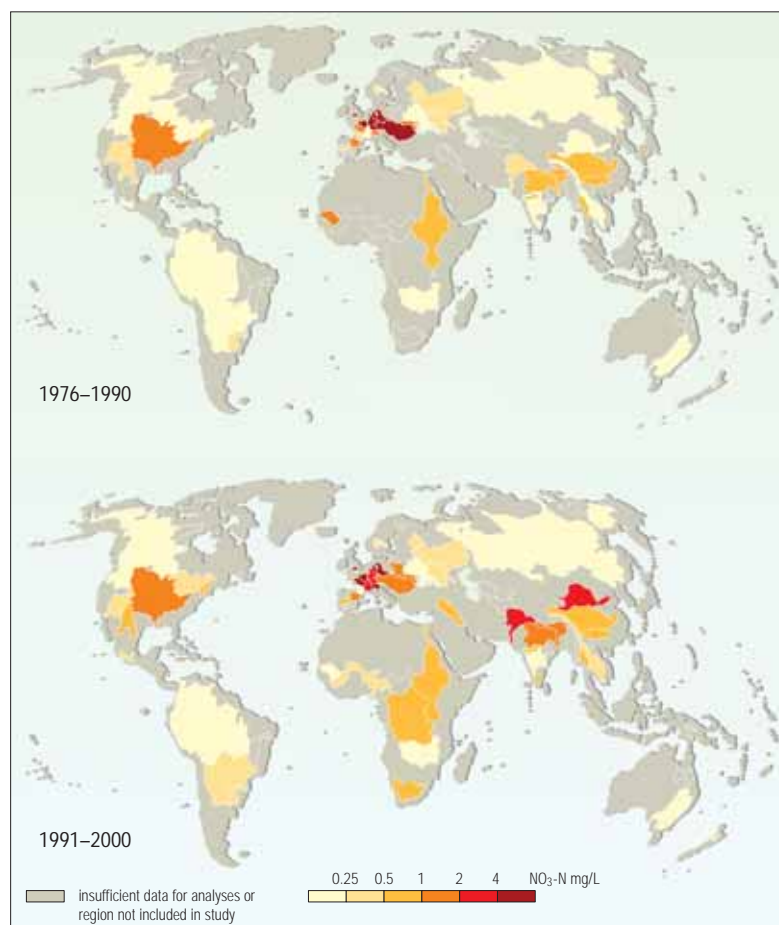 1976–1990
1991–2000
insufficient data for analyses or
region not included in study
0.25 0.5 1 2 4 NO₃-N mg/L